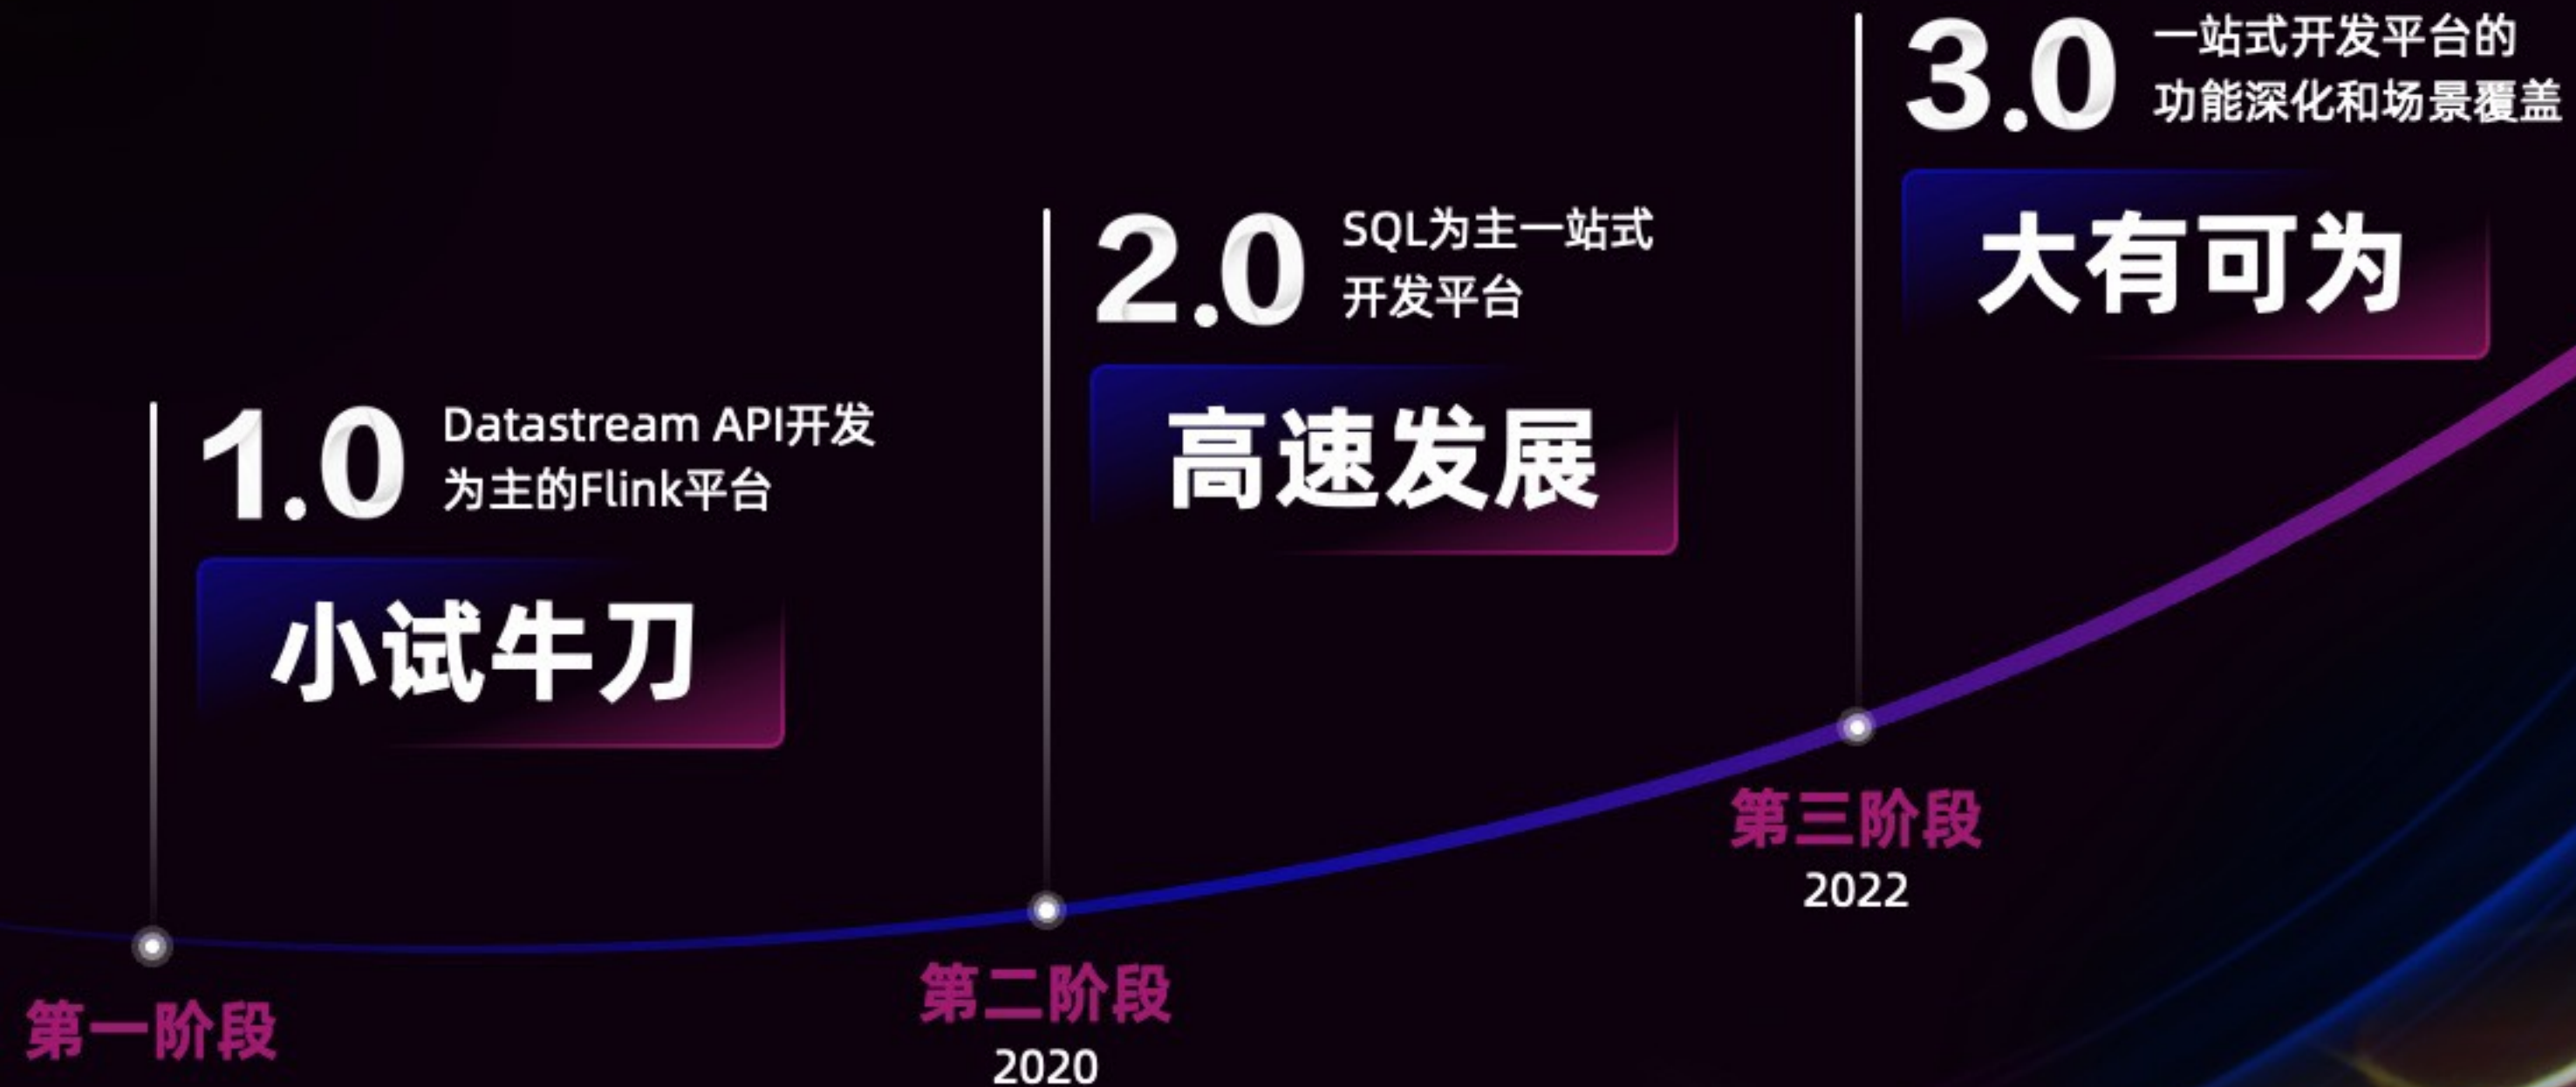 1.0
Datastream API开发
为主的Flink平台
小试牛刀
第一阶段
2.0
SQL为主一站式
开发平台
高速发展
第二阶段
2020
3.0
一站式开发平台的
功能深化和场景覆盖
大有可为
第三阶段
2022